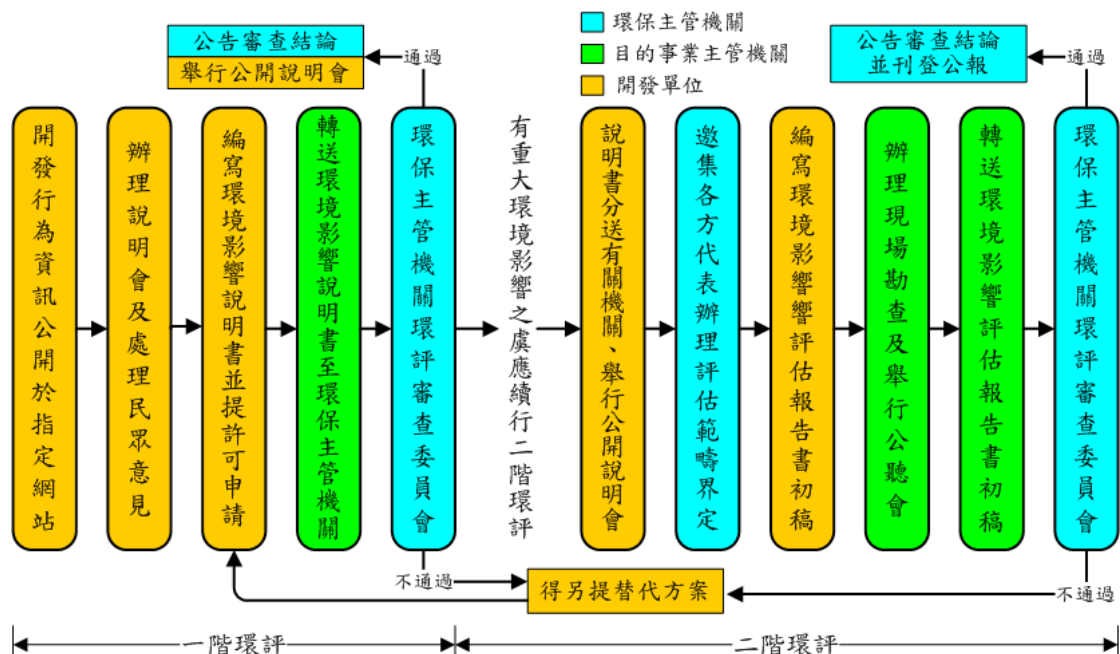 公告審查結論
舉行公開說明會
通過
環保主管機關
目的事業主管機關
開發單位
公告審查結論
並刊登公報
通過
開發行為資訊公開於指定網站
辦理說明會及處理民眾意見
編寫環境影響說明書並提許可申請
轉送環境影響說明書至環保主管機關
環保主管機關環評審查委員會
有重大環境影響之虞應續行二階環評
說明書分送有關機關、舉行公開說明會
邀集各方代表辦理評估範疇界定
編寫環境影響響評估報告書初稿
辦理現場勘查及舉行公聽會
轉送環境影響評估報告書初稿
環保主管機關環評審查委員會
不通過
得另提替代方案
不通過
一階環評
二階環評